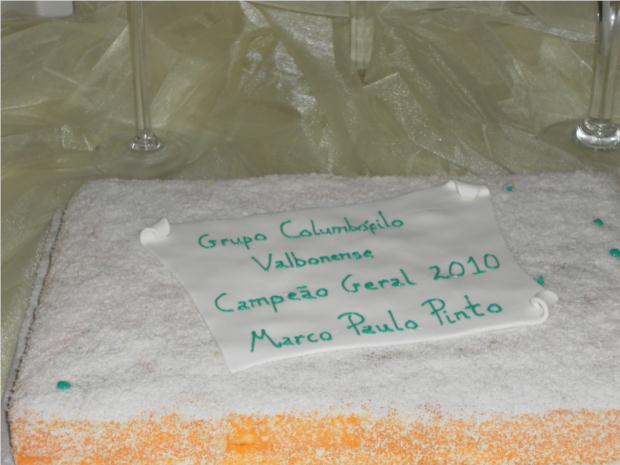 Grupo Columbófilo
Valbonense
Campeão Geral 2010
Marco Paulo Pinto